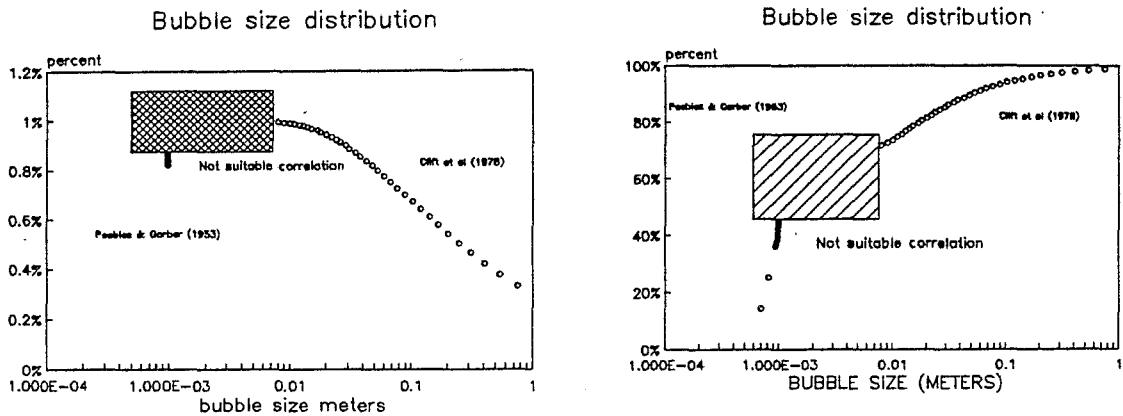 Bubble size distribution
percent
1.2%
1%
0.8%
0.6%
0.4%
0.2%
0%
Not suitable correlation
Clift et al (1978)
Peebles & Garber (1953)
1.000E-04
1.000E-03
0.01
0.1
1
bubble size meters
Bubble size distribution
percent
100%
80%
60%
40%
20%
0%
Peebles & Garber (1953)
Clift et al (1978)
Not suitable correlation
1.000E-04
1.000E-03
0.01
0.1
1
BUBBLE SIZE (METERS)